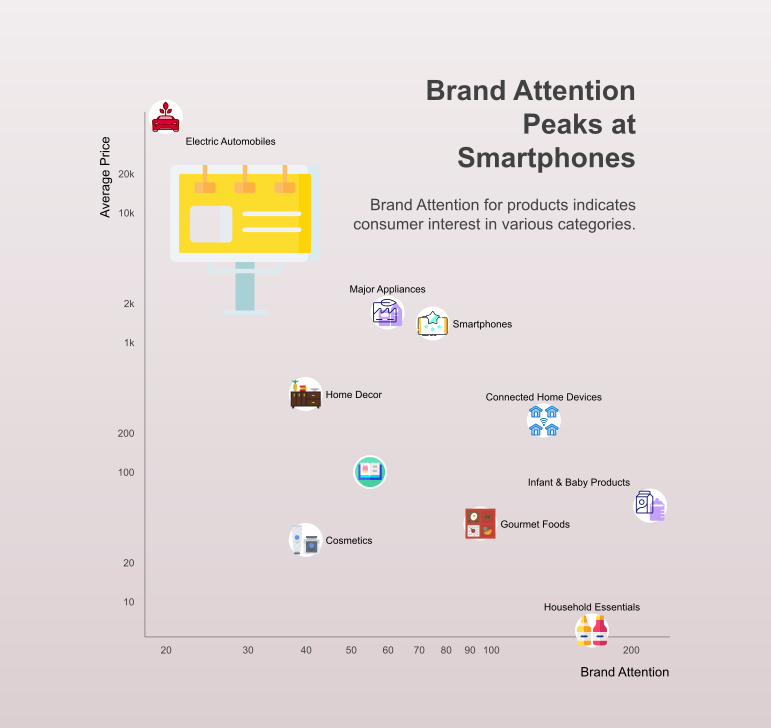 Brand Attention
Peaks at
Smartphones
Brand Attention for products indicates
consumer interest in various categories.
Average Price
20k
10k
2k
1k
200
100
20
10
Electric Automobiles
Major Appliances
Smartphones
Home Decor
Connected Home Devices
Infant & Baby Products
Gourmet Foods
Cosmetics
Household Essentials
20
30
40
50
60
70
80
90
100
200
Brand Attention